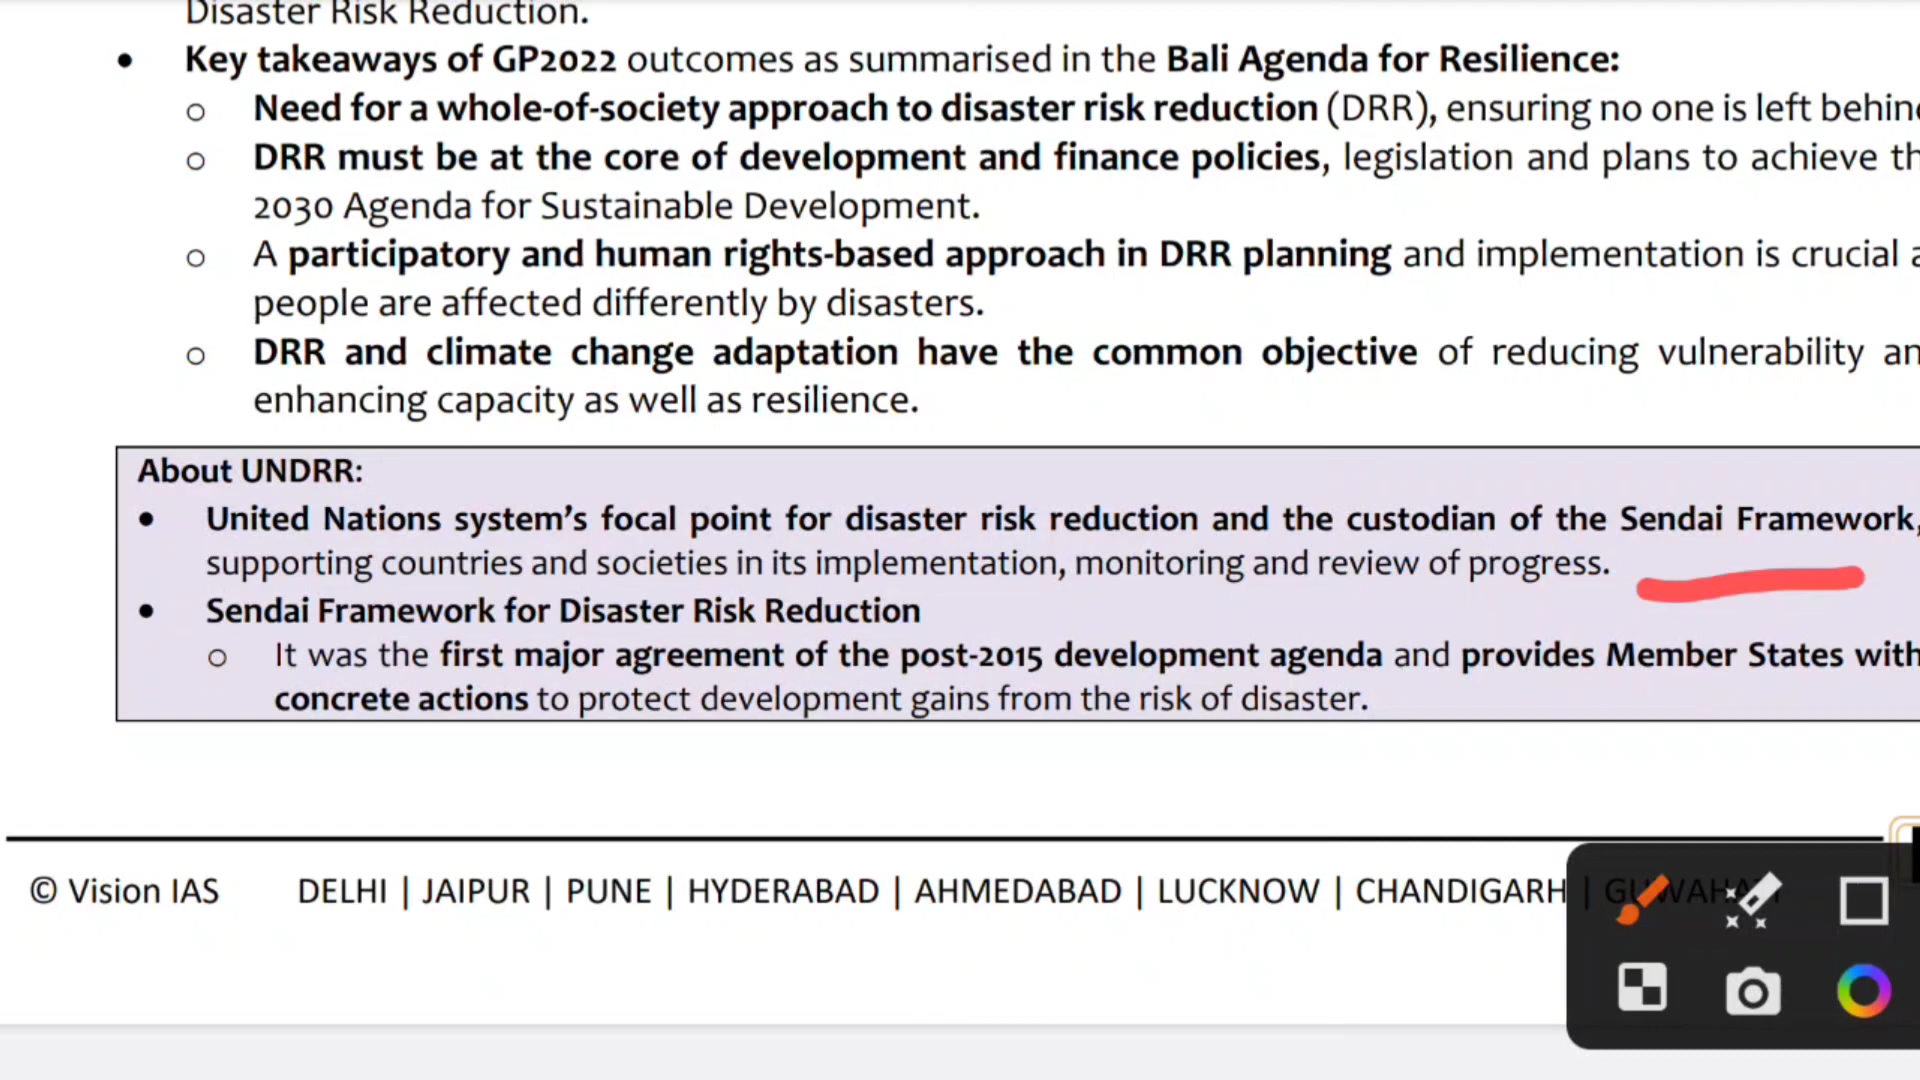 Disaster Risk Reduction.
• Key takeaways of GP2022 outcomes as summarised in the Bali Agenda for Resilience:
o Need for a whole-of-society approach to disaster risk reduction (DRR), ensuring no one is left behin
o DRR must be at the core of development and finance policies, legislation and plans to achieve th
2030 Agenda for Sustainable Development.
o A participatory and human rights-based approach in DRR planning and implementation is crucial a
people are affected differently by disasters.
o DRR and climate change adaptation have the common objective of reducing vulnerability an
enhancing capacity as well as resilience.
About UNDRR:
• United Nations system's focal point for disaster risk reduction and the custodian of the Sendai Framework,
supporting countries and societies in its implementation, monitoring and review of progress.
• Sendai Framework for Disaster Risk Reduction
o It was the first major agreement of the post-2015 development agenda and provides Member States with
concrete actions to protect development gains from the risk of disaster.
© Vision IAS DELHI | JAIPUR | PUNE | HYDERABAD | AHMEDABAD | LUCKNOW | CHANDIGARH |